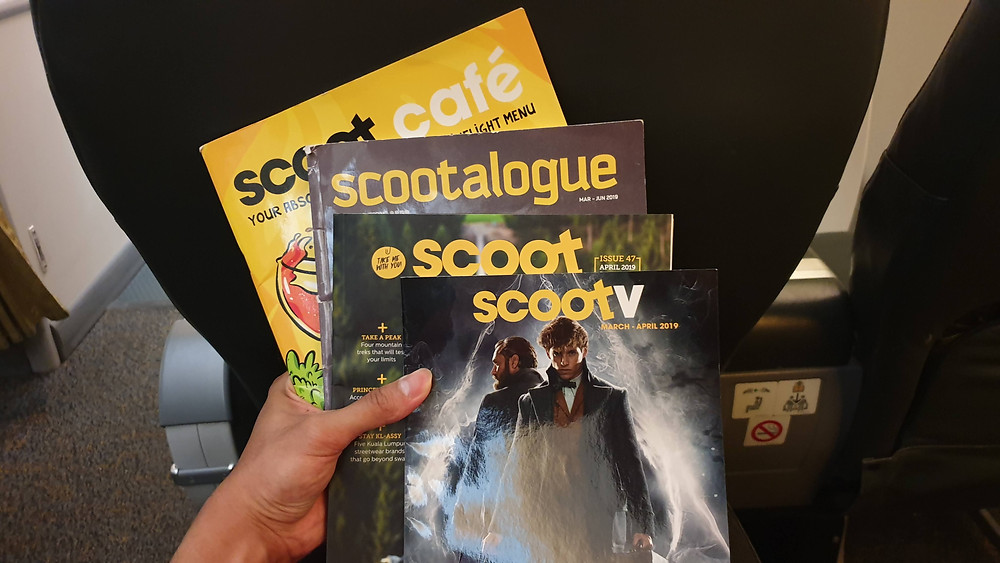 scoot café
INFLIGHT MENU
YOUR
scootalogue
MAR - JUN 2019
TAKE ME
WITH YOU!
scoot
ISSUE 47
APRIL 2019
scootv
MARCH - APRIL 2019
+
TAKE A PEAK
Four mountain
treks that will test
your limits
+
+
STAY KL-ASSY
Five Kuala Lumpur
streetwear brands
that go beyond